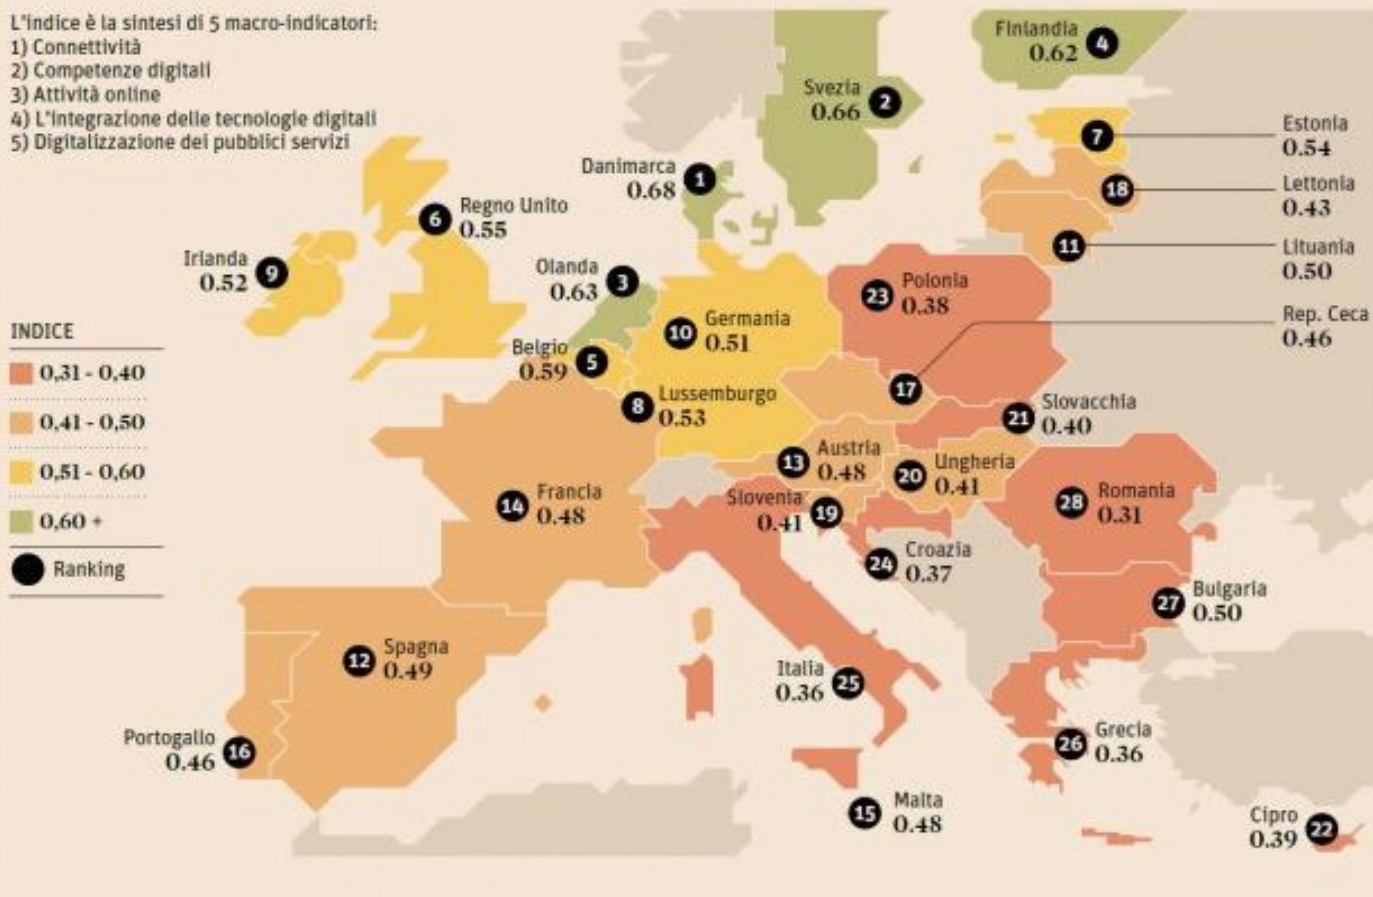 L'indice è la sintesi di 5 macro-indicatori:
1) Connettività
2) Competenze digitali
3) Attività online
4) L'integrazione delle tecnologie digitali
5) Digitalizzazione dei pubblici servizi
Finlandia
0.62
4
Svezia
0.66
2
Estonia
0.54
7
Lettonia
0.43
18
Lituania
0.50
11
Danimarca
0.68
1
Regno Unito
0.55
6
Irlanda
0.52
9
Olanda
0.63
3
Polonia
0.38
23
Rep. Ceca
0.46
17
Germania
0.51
10
Belgio
0.59
5
Lussemburgo
0.53
8
Slovacchia
0.40
21
Austria
0.48
13
Ungheria
0.41
20
Francia
0.48
14
Slovenia
0.41
19
Romania
0.31
28
Croazia
0.37
24
Bulgaria
0.50
27
Spagna
0.49
12
Italia
0.36
25
Portogallo
0.46
16
Grecia
0.36
26
Malta
0.48
15
Cipro
0.39
22
INDICE
0,31 - 0,40
0,41 - 0,50
0,51 - 0,60
0,60 +
Ranking